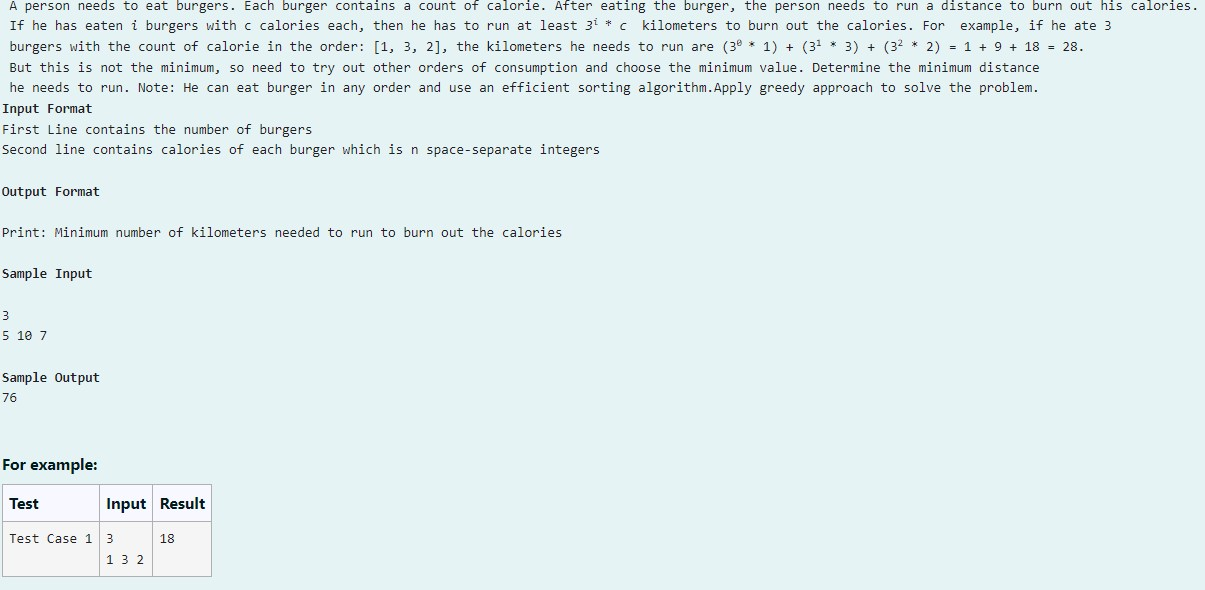 A person needs to eat burgers. Each burger contains a count of calorie. After eating the burger, the person needs to run a distance to burn out his calories.
If he has eaten i burgers with c calories each, then he has to run at least 3ⁱ * c kilometers to burn out the calories. For example, if he ate 3
burgers with the count of calorie in the order: [1, 3, 2], the kilometers he needs to run are (3⁰ * 1) + (3¹ * 3) + (3² * 2) = 1 + 9 + 18 = 28.
But this is not the minimum, so need to try out other orders of consumption and choose the minimum value. Determine the minimum distance
he needs to run. Note: He can eat burger in any order and use an efficient sorting algorithm.Apply greedy approach to solve the problem.
Input Format
First Line contains the number of burgers
Second line contains calories of each burger which is n space-separate integers
Output Format
Print: Minimum number of kilometers needed to run to burn out the calories
Sample Input
3
5 10 7
Sample Output
76
For example:
Test Input Result
Test Case 1 3 18
1 3 2